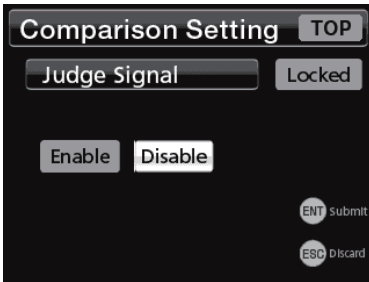 Comparison Setting TOP
Judge Signal Locked
Enable Disable
ENT Submit
ESC Discard